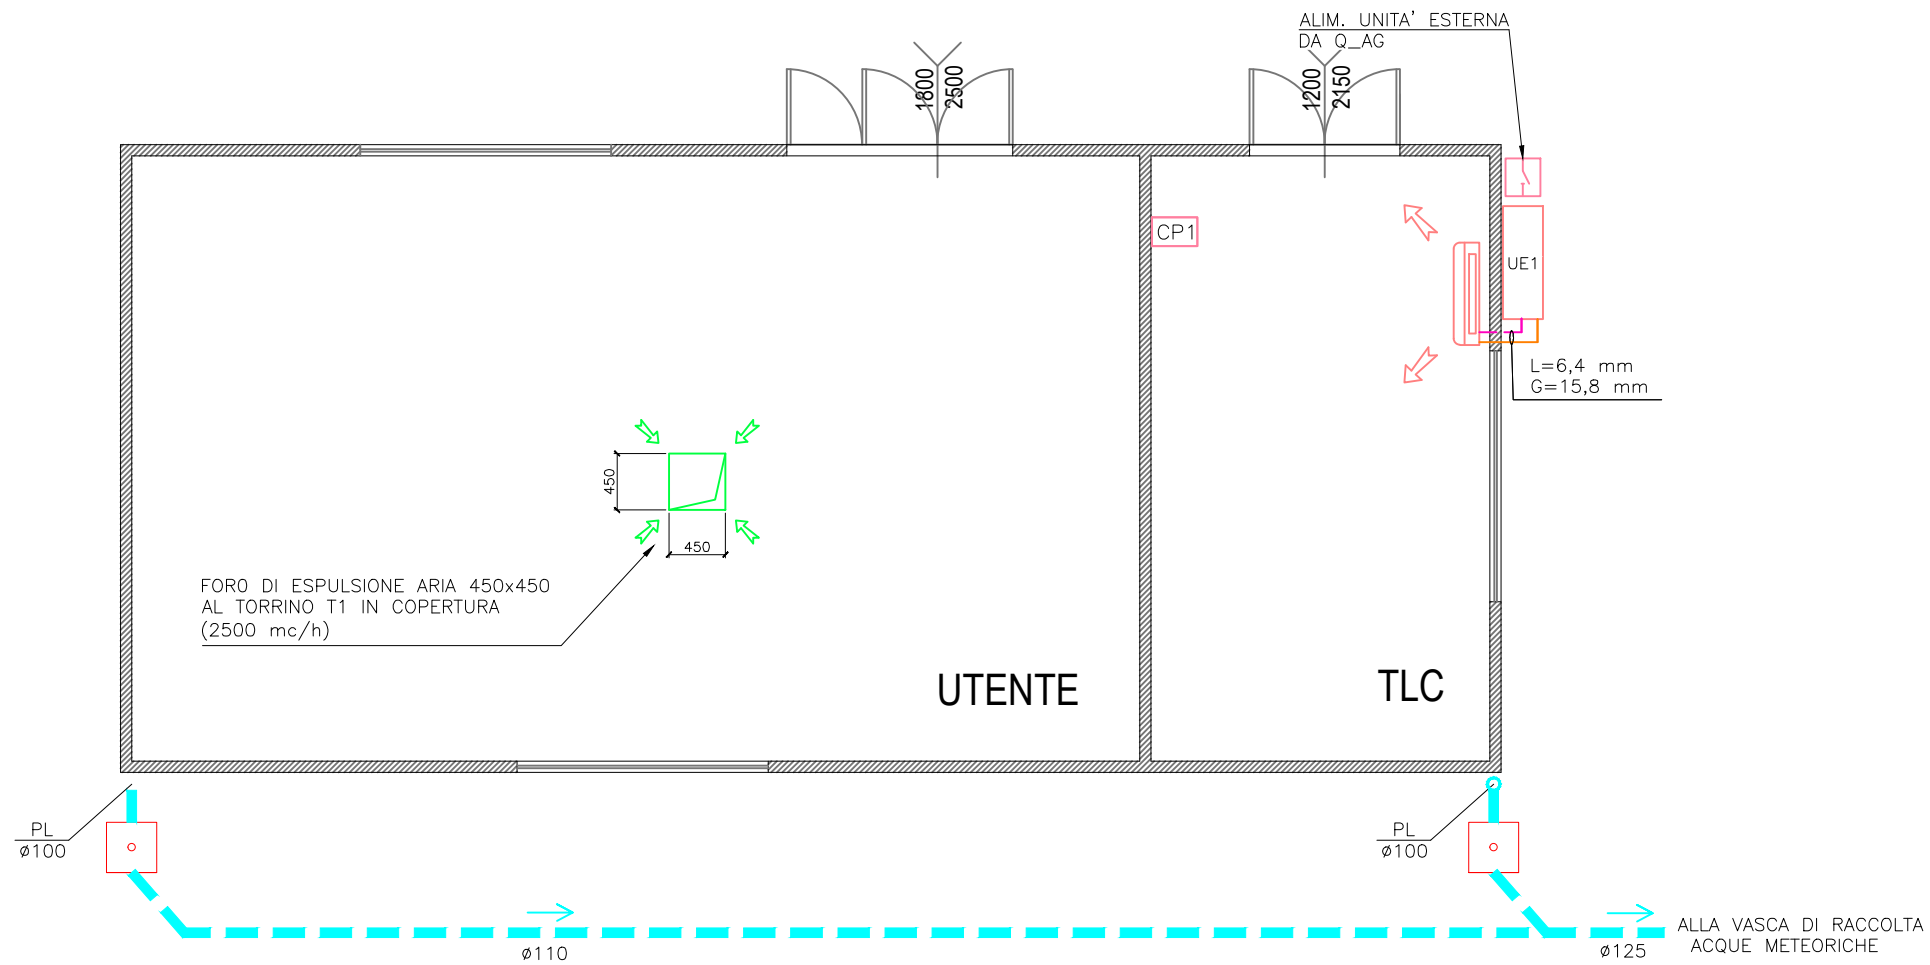 ALIM. UNITA' ESTERNA
DA Q_AG
1800
2500
1200
2150
CP1
UE1
L=6,4 mm
G=15,8 mm
450
450
FORO DI ESPULSIONE ARIA 450x450
AL TORRINO T1 IN COPERTURA
(2500 mc/h)
UTENTE
TLC
PL
ø100
PL
ø100
ø110
ø125
ALLA VASCA DI RACCOLTA
ACQUE METEORICHE